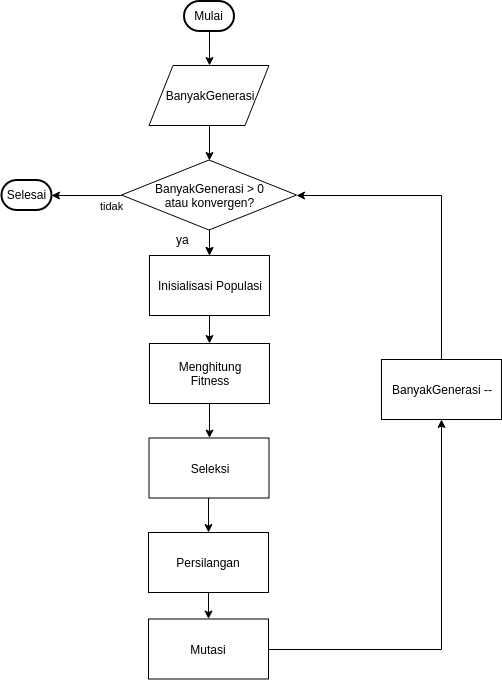 Mulai
BanyakGenerasi
BanyakGenerasi > 0
atau konvergen?
Selesai
tidak
ya
Inisialisasi Populasi
Menghitung
Fitness
BanyakGenerasi --
Seleksi
Persilangan
Mutasi